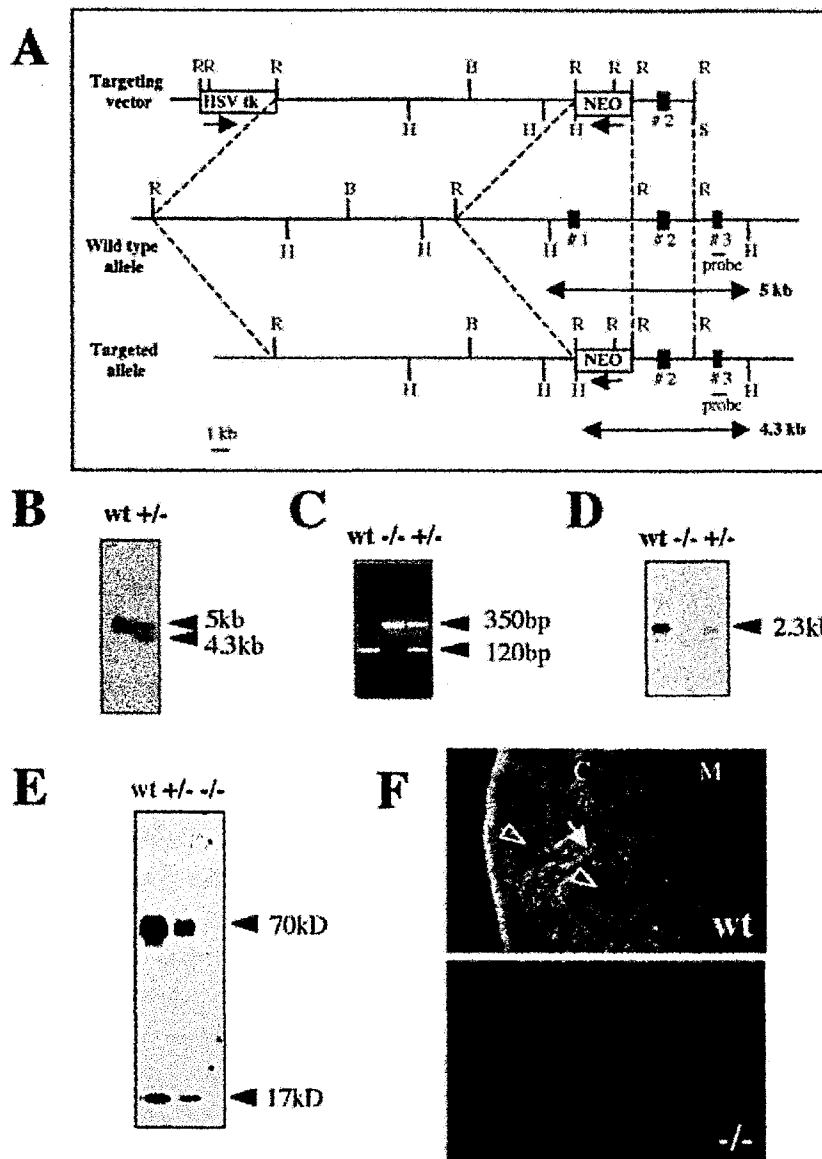 A
R R R B R R R R
Targeting vector
HSV tk
NEO
H H H #2 S
R B R R R
H H H #1 #2 #3 H
Wild type allele
probe
5 kb
R B R R R R
Targeted allele
NEO
H H H #2 #3 H
probe
1 kb
4.3 kb
B
wt +/-
5kb
4.3kb
C
wt -/- +/-
350bp
120bp
D
wt -/- +/-
2.3kb
E
wt +/- -/-
70kD
17kD
F
C M
wt
-/-